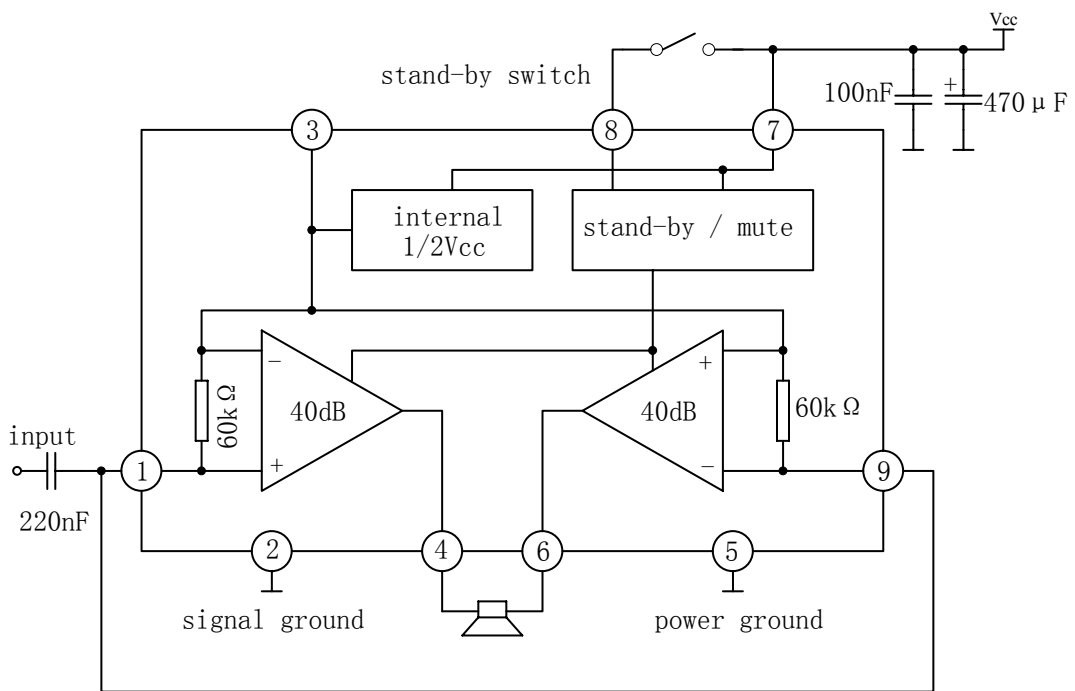 Vcc
stand-by switch
100nF
+
470μF
3
8
7
internal
1/2Vcc
stand-by / mute
−
+
60kΩ
40dB
40dB
60kΩ
input
+
−
1
9
220nF
2
4
6
5
signal ground
power ground